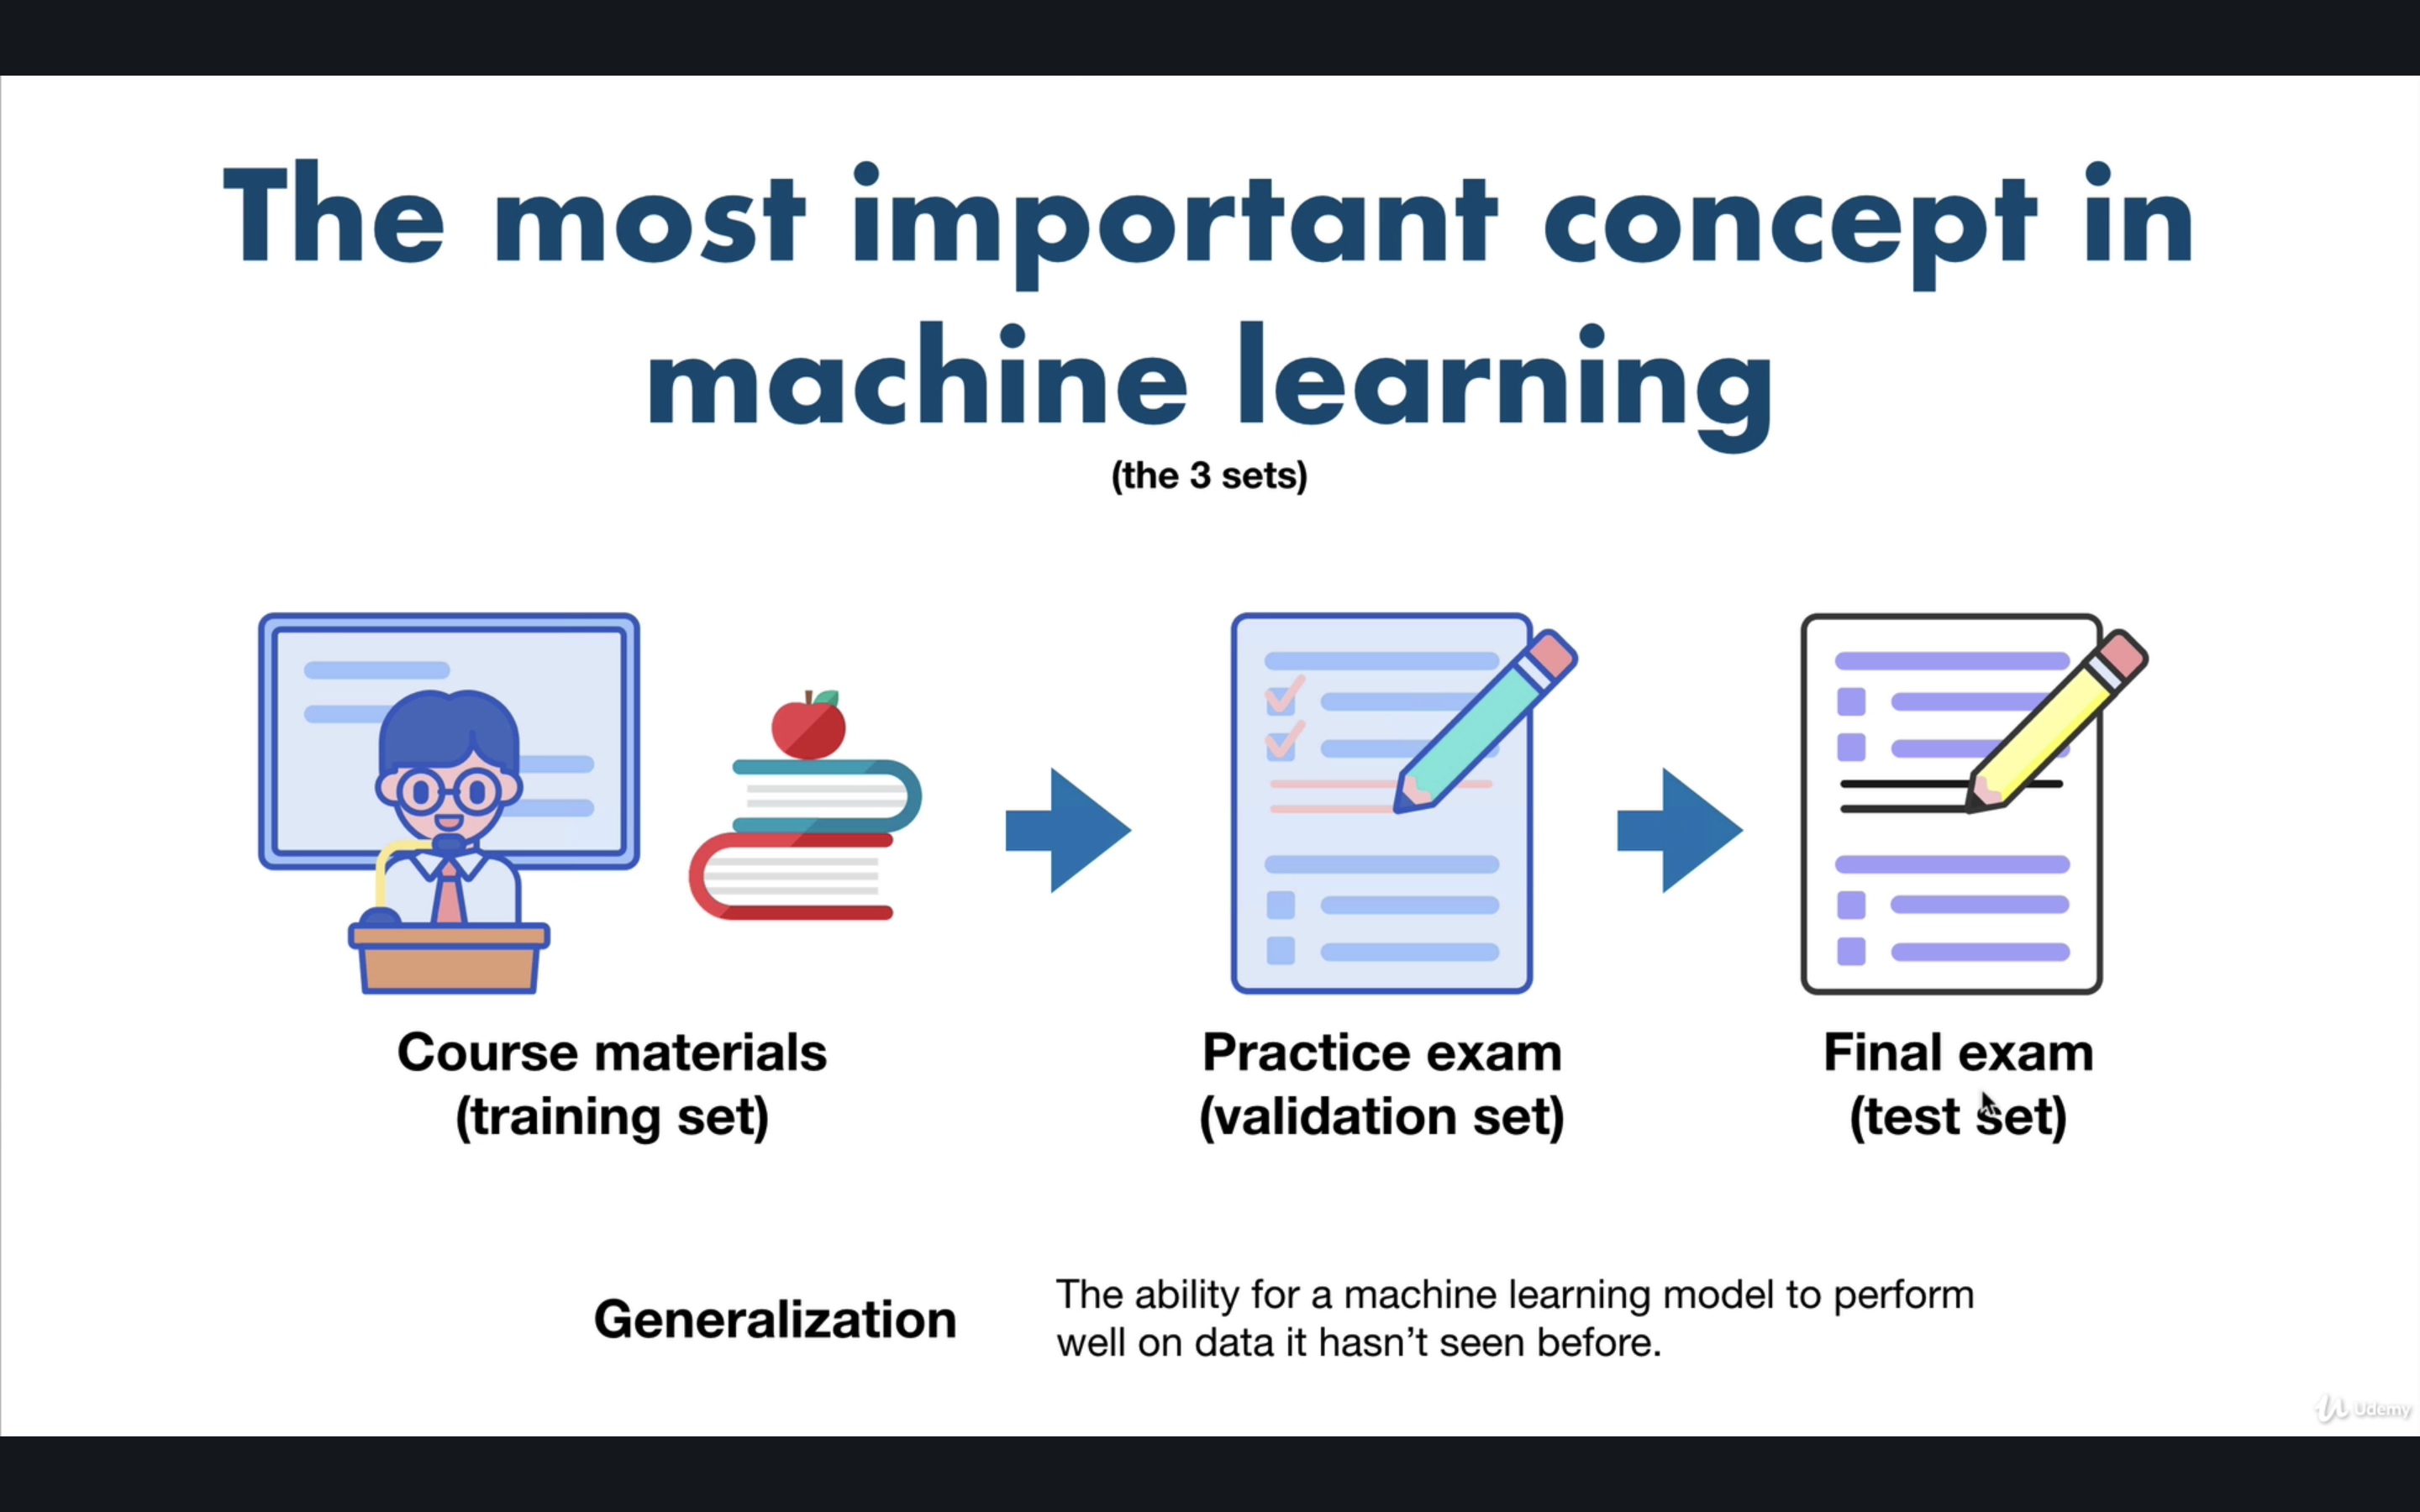 The most important concept in
machine learning
(the 3 sets)
Course materials
(training set)
Practice exam
(validation set)
Final exam
(test set)
Generalization
The ability for a machine learning model to perform
well on data it hasn’t seen before.
Udemy